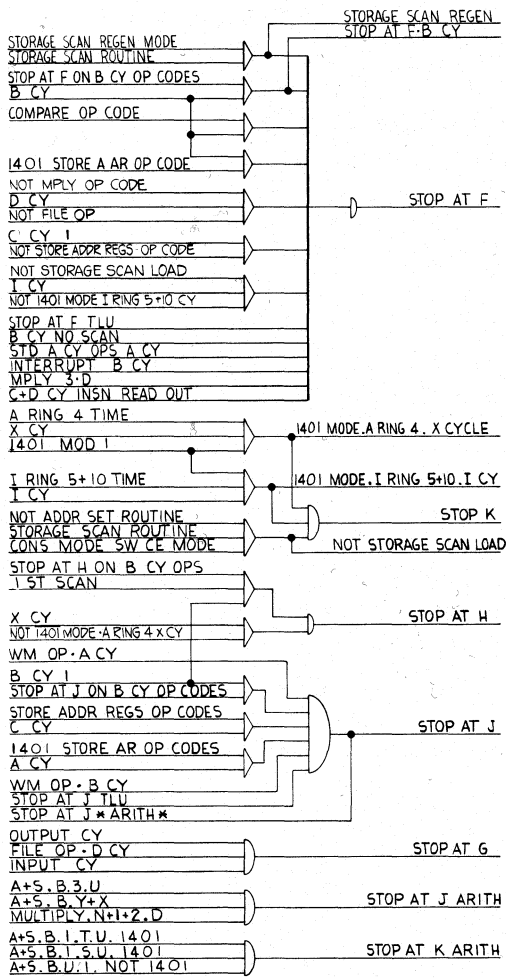 STORAGE SCAN REGEN
STOP AT F·B CY
STORAGE SCAN REGEN MODE
STORAGE SCAN ROUTINE
STOP AT F ON B CY OP CODES
B CY
COMPARE OP CODE
1401 STORE A AR OP CODE
NOT MPLY OP CODE
D CY
NOT FILE OP
STOP AT F
C CY 1
NOT STORE ADDR REGS·OP CODE
NOT STORAGE SCAN LOAD
I CY
NOT 1401 MODE I RING 5+10 CY
STOP AT F TLU
B CY NO SCAN
STD A CY OPS A CY
INTERRUPT B CY
MPLY 3·D
C+D CY INSN READ OUT
A RING 4 TIME
X CY
1401 MOD 1
1401 MODE.A RING 4. X CYCLE
I RING 5+10 TIME
I CY
1401 MODE.I RING 5+10.I CY
NOT ADDR SET ROUTINE
STORAGE SCAN ROUTINE
CONS MODE SW CE MODE
STOP K
NOT STORAGE SCAN LOAD
STOP AT H ON B CY OPS
1 ST SCAN
X CY
NOT 1401 MODE·A RING 4 X CY
STOP AT H
WM OP·A CY
B CY 1
STOP AT J ON B CY OP CODES
STORE ADDR REGS OP CODES
C CY
STOP AT J
1401 STORE AR OP CODES
A CY
WM OP·B CY
STOP AT J TLU
STOP AT J *ARITH*
OUTPUT CY
FILE OP·D CY
INPUT CY
STOP AT G
A+S.B.3.U
A+S.B.Y+X
MULTIPLY.N+1+2.D
STOP AT J ARITH
A+S.B.1.T.U. 1401
A+S.B.1.S.U. 1401
A+S.B.U.1. NOT 1401
STOP AT K ARITH